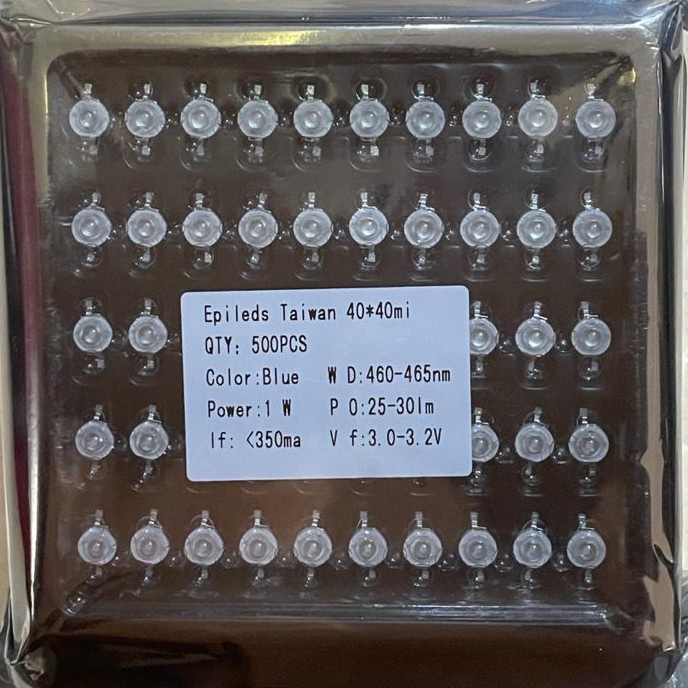 Epileds Taiwan 40*40mi
QTY: 500PCS
Color:Blue W D:460-465nm
Power:1 W P O:25-30lm
If: <350ma V f:3.0-3.2V